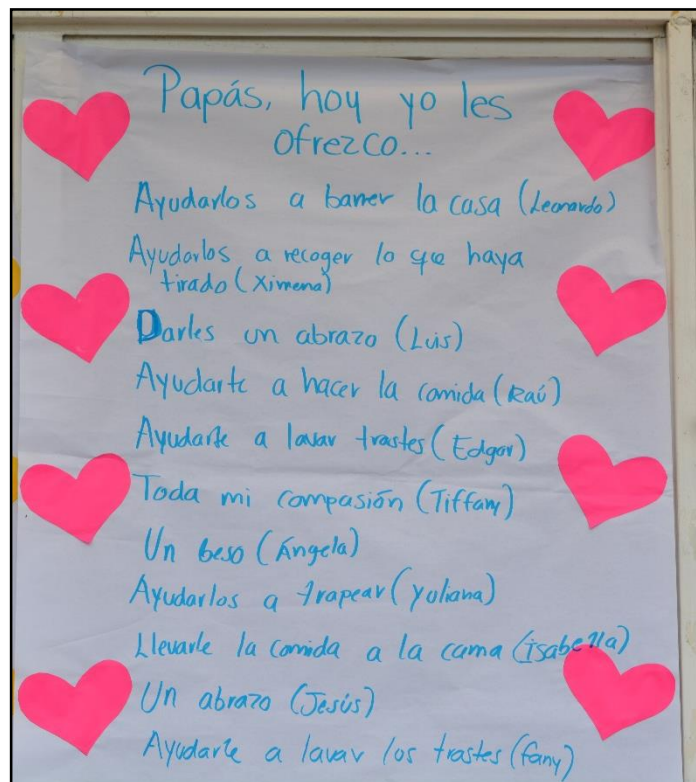 Papás, hoy yo les
ofrezco...
Ayudarlos a barrer la casa (Leonardo)
Ayudarlos a recoger lo que haya
tirado (Ximena)
Darles un abrazo (Luis)
Ayudarte a hacer la comida (Raú)
Ayudarte a lavar trastes (Edgar)
Toda mi compasión (Tiffany)
Un beso (Ángela)
Ayudarlos a trapear (Yuliana)
Llevarle la comida a la cama (Isabella)
Un abrazo (Jesús)
Ayudarte a lavar los trastes (fany)